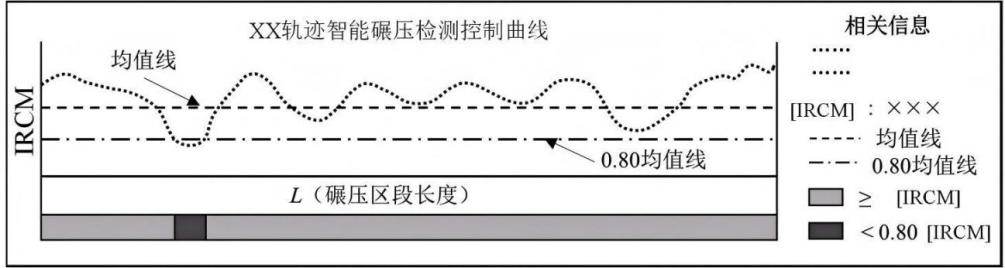 XX轨迹智能碾压检测控制曲线
相关信息
均值线
IRCM
[IRCM] : ×××
均值线
0.80均值线
0.80均值线
L（碾压区段长度）
≥ [IRCM]
<0.80 [IRCM]